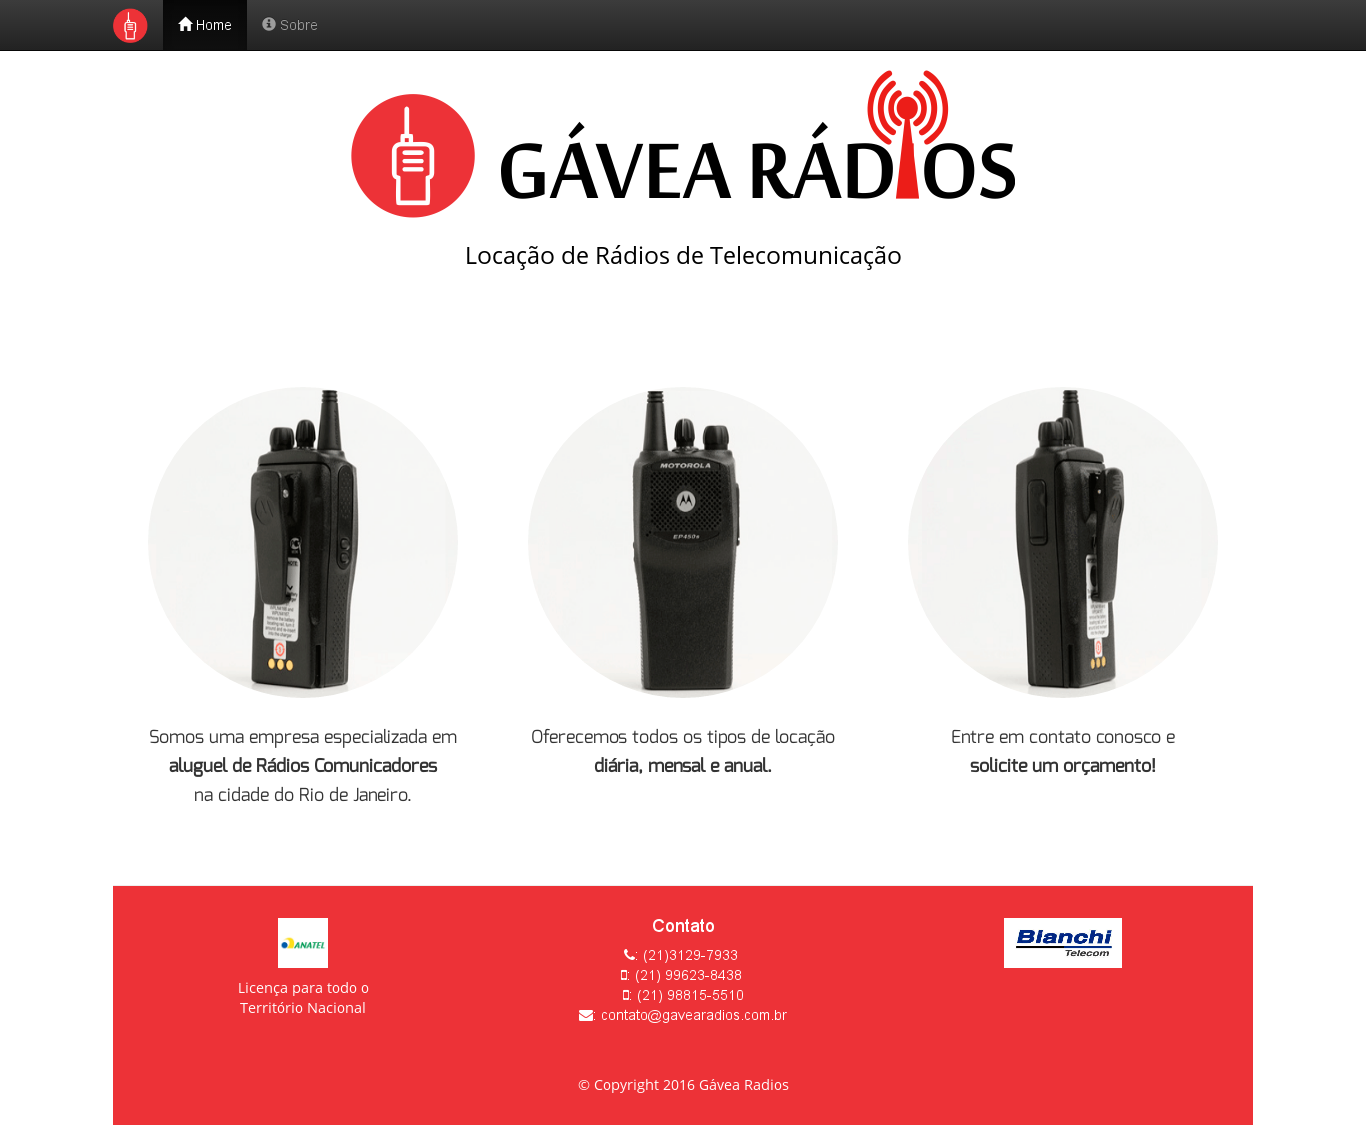 Home
Sobre
GÁVEA RÁDIOS
Locação de Rádios de Telecomunicação
MOTOROLA
EP450s
Somos uma empresa especializada em
aluguel de Rádios Comunicadores
na cidade do Rio de Janeiro.
Oferecemos todos os tipos de locação
diária, mensal e anual.
Entre em contato conosco e
solicite um orçamento!
ANATEL
Licença para todo o
Território Nacional
Contato
: (21)3129-7933
: (21) 99623-8438
: (21) 98815-5510
: contato@gavearadios.com.br
Bianchi
Telecom
© Copyright 2016 Gávea Radios